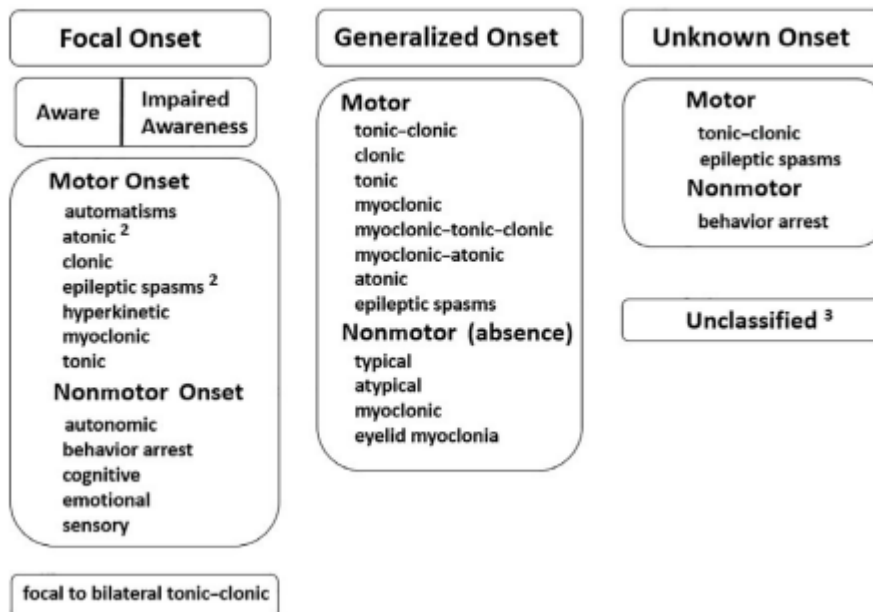 Focal Onset
Aware
Impaired
Awareness
Motor Onset
automatisms
atonic ²
clonic
epileptic spasms ²
hyperkinetic
myoclonic
tonic
Nonmotor Onset
autonomic
behavior arrest
cognitive
emotional
sensory
focal to bilateral tonic–clonic
Generalized Onset
Motor
tonic–clonic
clonic
tonic
myoclonic
myoclonic–tonic–clonic
myoclonic–atonic
atonic
epileptic spasms
Nonmotor (absence)
typical
atypical
myoclonic
eyelid myoclonia
Unknown Onset
Motor
tonic–clonic
epileptic spasms
Nonmotor
behavior arrest
Unclassified ³